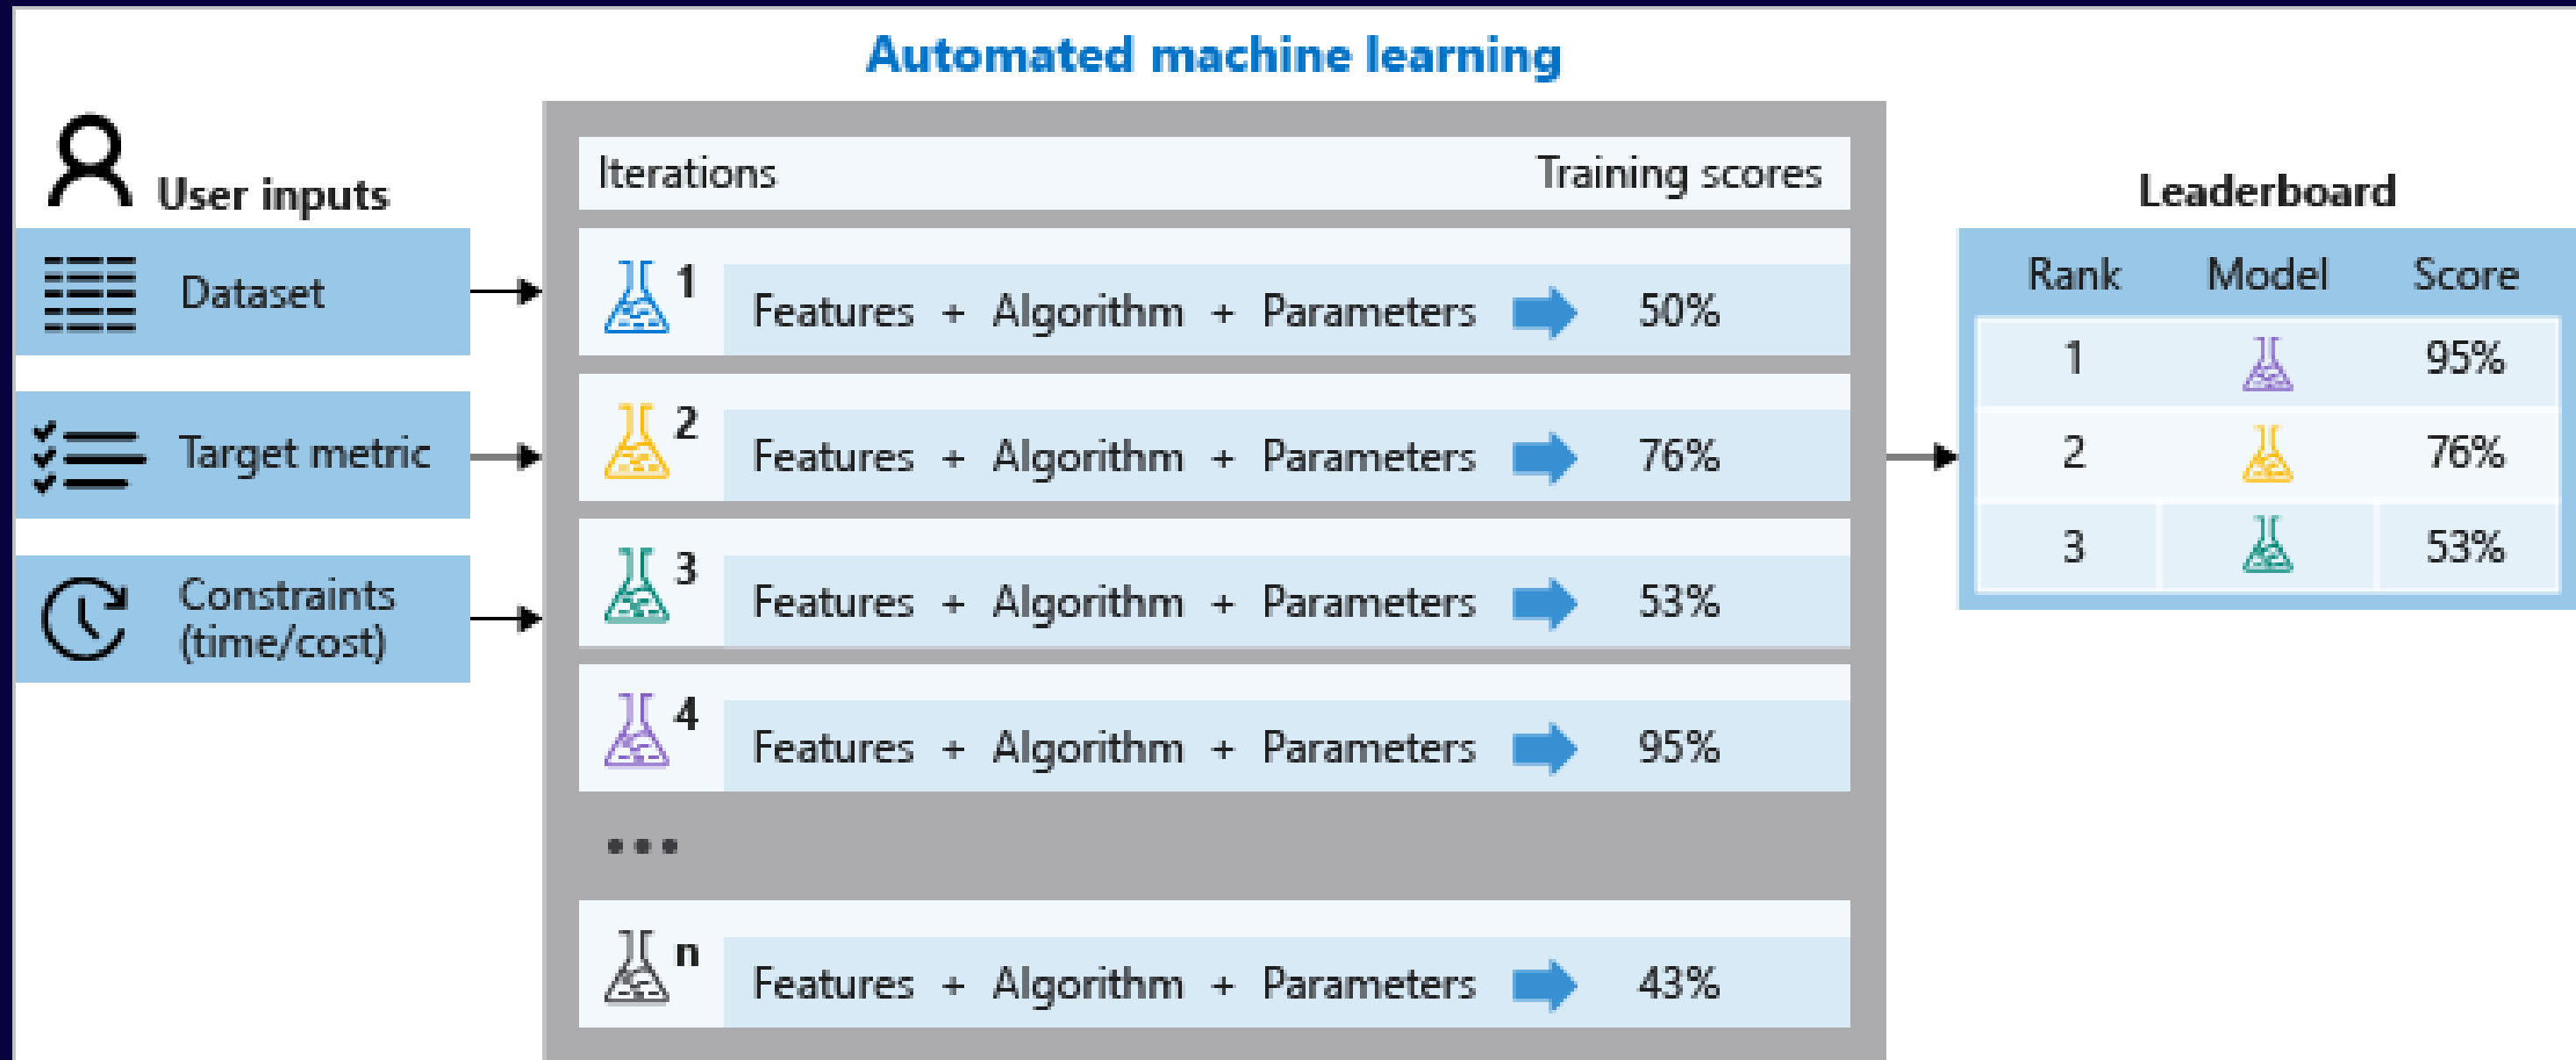 Automated machine learning
User inputs
Dataset
Target metric
Constraints
(time/cost)
Iterations Training scores
1 Features + Algorithm + Parameters 50%
2 Features + Algorithm + Parameters 76%
3 Features + Algorithm + Parameters 53%
4 Features + Algorithm + Parameters 95%
...
n Features + Algorithm + Parameters 43%
Leaderboard
Rank Model Score
1 95%
2 76%
3 53%